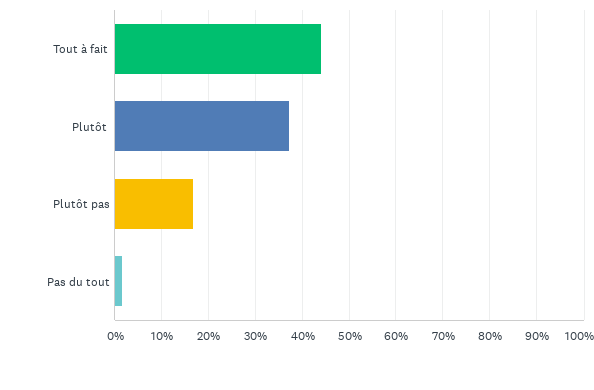 Tout à fait
Plutôt
Plutôt pas
Pas du tout
0% 10% 20% 30% 40% 50% 60% 70% 80% 90% 100%